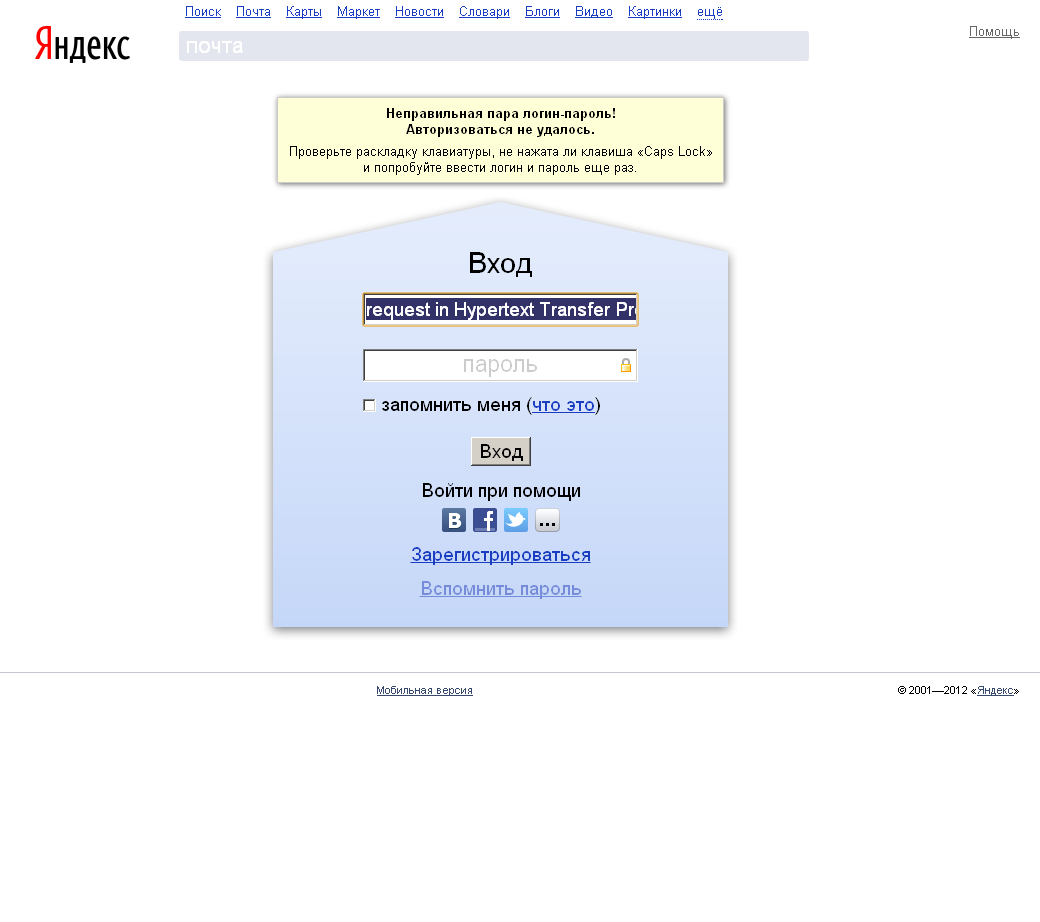 Поиск Почта Карты Маркет Новости Словари Блоги Видео Картинки ещё
Помощь
Яндекс
почта
Неправильная пара логин-пароль!
Авторизоваться не удалось.
Проверьте раскладку клавиатуры, не нажата ли клавиша «Caps Lock»
и попробуйте ввести логин и пароль еще раз.
Вход
request in Hypertext Transfer Pro
пароль
запомнить меня (что это)
Вход
Войти при помощи
В f ...
Зарегистрироваться
Вспомнить пароль
Мобильная версия
© 2001—2012 «Яндекс»